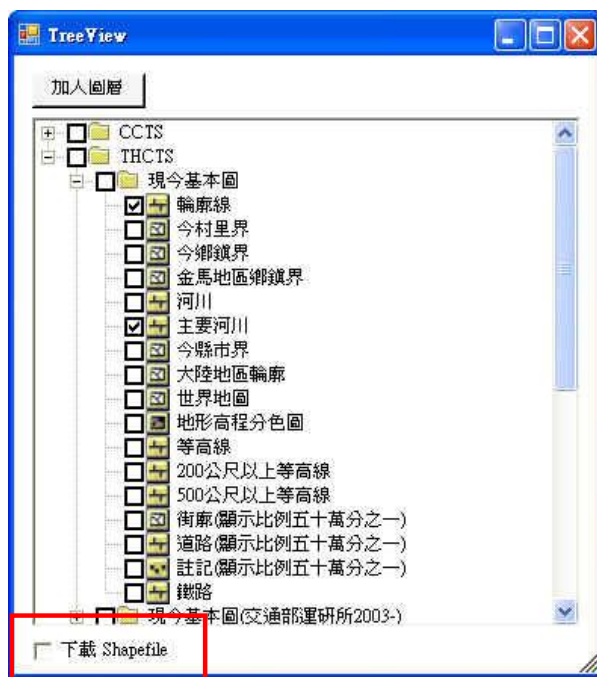 TreeView
加入圖層
CCTS
THCTS
現今基本圖
輪廓線
今村里界
今鄉鎮界
金馬地區鄉鎮界
河川
主要河川
今縣市界
大陸地區輪廓
世界地圖
地形高程分色圖
等高線
200公尺以上等高線
500公尺以上等高線
街廓(顯示比例五十萬分之一)
道路(顯示比例五十萬分之一)
註記(顯示比例五十萬分之一)
鐵路
現今基本圖(交通部運研所2003-)
下載 Shapefile